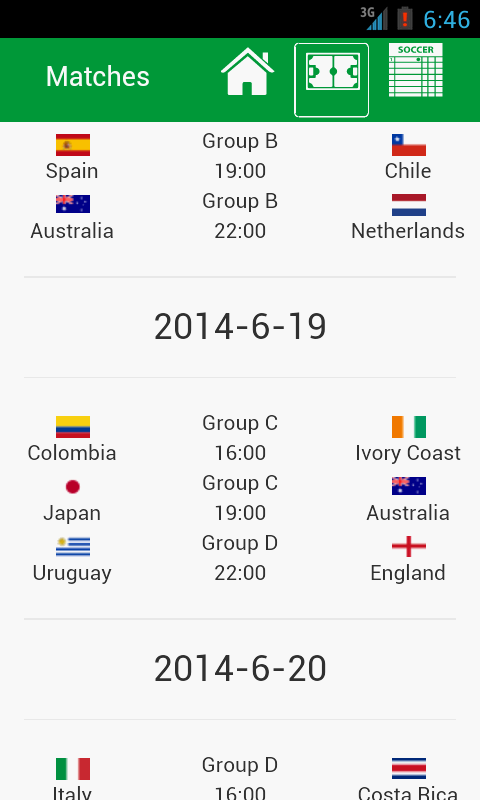 3G 6:46
Matches
SOCCER
Group B
Spain 19:00 Chile
Group B
Australia 22:00 Netherlands
2014-6-19
Group C
Colombia 16:00 Ivory Coast
Group C
Japan 19:00 Australia
Group D
Uruguay 22:00 England
2014-6-20
Group D
Italy 16:00 Costa Rica